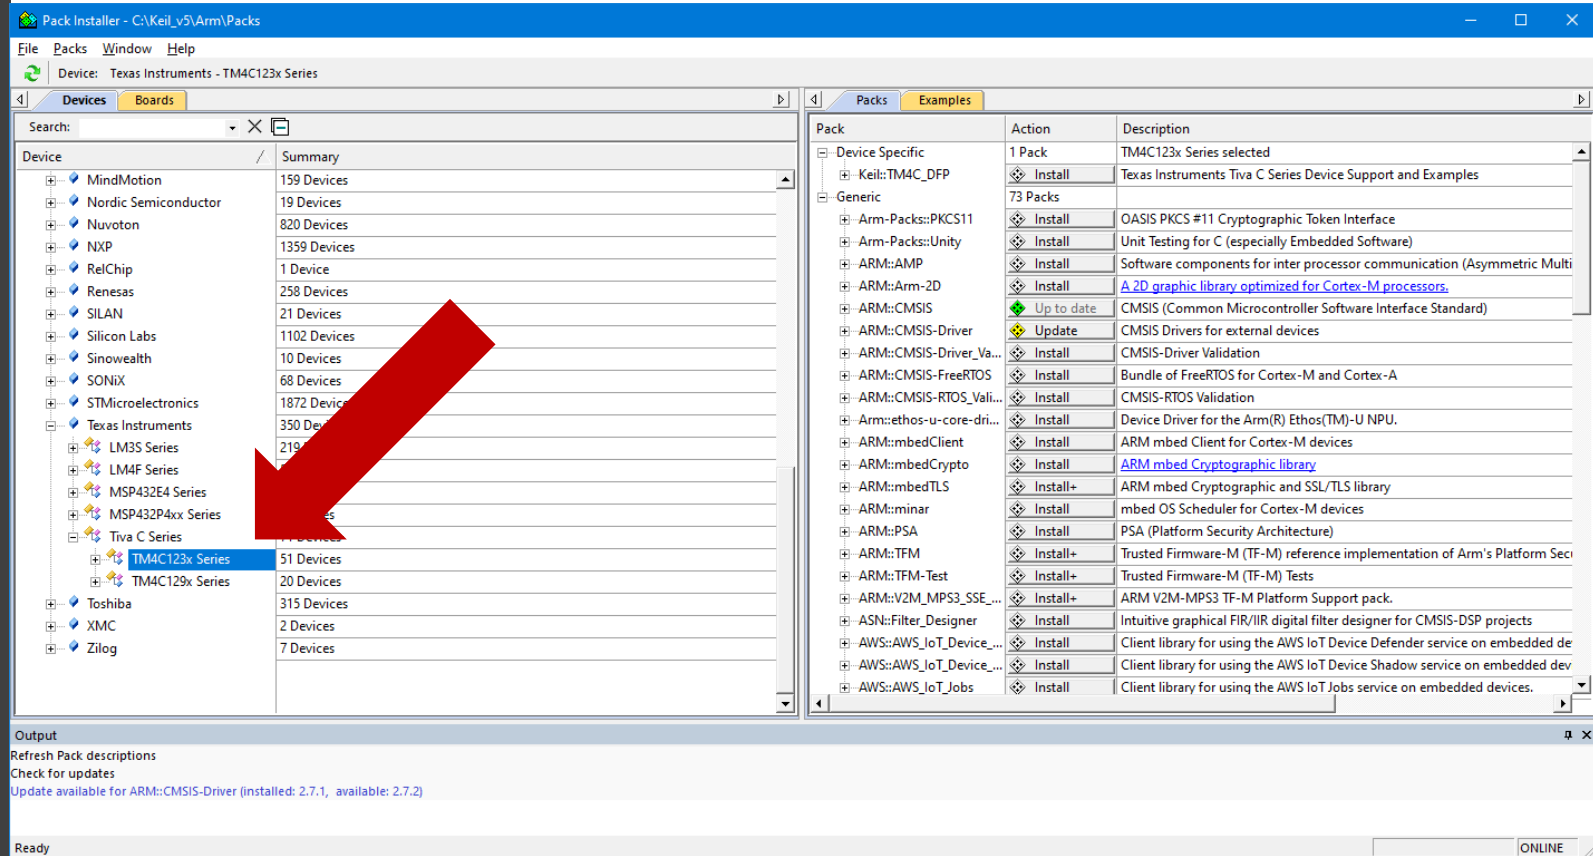 Pack Installer - C:\Keil_v5\Arm\Packs
File Packs Window Help
Device: Texas Instruments - TM4C123x Series
Devices Boards
Search:
Device Summary
MindMotion 159 Devices
Nordic Semiconductor 19 Devices
Nuvoton 820 Devices
NXP 1359 Devices
RelChip 1 Device
Renesas 258 Devices
SILAN 21 Devices
Silicon Labs 1102 Devices
Sinowealth 10 Devices
SONiX 68 Devices
STMicroelectronics 1872 Device
Texas Instruments 350 De
LM3S Series 219
LM4F Series
MSP432E4 Series
MSP432P4xx Series
Tiva C Series
TM4C123x Series 51 Devices
TM4C129x Series 20 Devices
Toshiba 315 Devices
XMC 2 Devices
Zilog 7 Devices
Packs Examples
Pack Action Description
Device Specific 1 Pack TM4C123x Series selected
Keil::TM4C_DFP Install Texas Instruments Tiva C Series Device Support and Examples
Generic 73 Packs
Arm-Packs::PKCS11 Install OASIS PKCS #11 Cryptographic Token Interface
Arm-Packs::Unity Install Unit Testing for C (especially Embedded Software)
ARM::AMP Install Software components for inter processor communication (Asymmetric Multi
ARM::Arm-2D Install A 2D graphic library optimized for Cortex-M processors.
ARM::CMSIS Up to date CMSIS (Common Microcontroller Software Interface Standard)
ARM::CMSIS-Driver Update CMSIS Drivers for external devices
ARM::CMSIS-Driver_Va... Install CMSIS-Driver Validation
ARM::CMSIS-FreeRTOS Install Bundle of FreeRTOS for Cortex-M and Cortex-A
ARM::CMSIS-RTOS_Vali... Install CMSIS-RTOS Validation
Arm::ethos-u-core-dri... Install Device Driver for the Arm(R) Ethos(TM)-U NPU.
ARM::mbedClient Install ARM mbed Client for Cortex-M devices
ARM::mbedCrypto Install ARM mbed Cryptographic library
ARM::mbedTLS Install+ ARM mbed Cryptographic and SSL/TLS library
ARM::minar Install mbed OS Scheduler for Cortex-M devices
ARM::PSA Install PSA (Platform Security Architecture)
ARM::TFM Install+ Trusted Firmware-M (TF-M) reference implementation of Arm's Platform Secu
ARM::TFM-Test Install+ Trusted Firmware-M (TF-M) Tests
ARM::V2M_MPS3_SSE_... Install+ ARM V2M-MPS3 TF-M Platform Support pack.
ASN::Filter_Designer Install Intuitive graphical FIR/IIR digital filter designer for CMSIS-DSP projects
AWS::AWS_IoT_Device_... Install Client library for using the AWS IoT Device Defender service on embedded de
AWS::AWS_IoT_Device_... Install Client library for using the AWS IoT Device Shadow service on embedded dev
AWS::AWS_IoT_Jobs Install Client library for using the AWS IoT Jobs service on embedded devices.
Output
Refresh Pack descriptions
Check for updates
Update available for ARM::CMSIS-Driver (installed: 2.7.1, available: 2.7.2)
Ready ONLINE